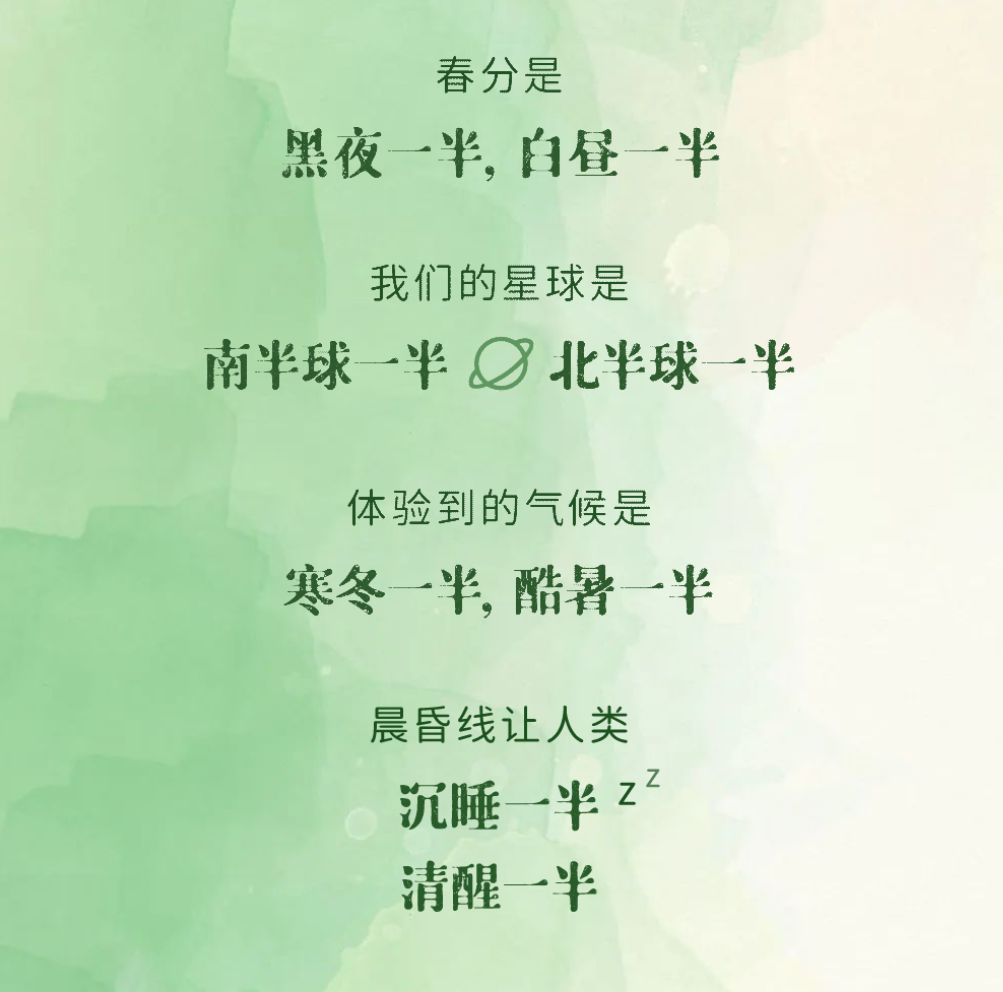 春分是
黑夜一半, 白昼一半
我们的星球是
南半球一半 北半球一半
体验到的气候是
寒冬一半, 酷暑一半
晨昏线让人类
沉睡一半 z z
清醒一半